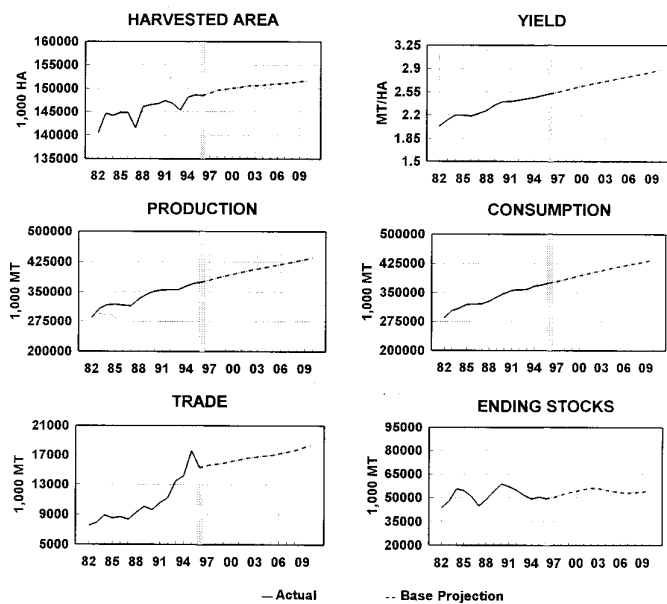 HARVESTED AREA
160000
155000
150000
145000
140000
135000
1,000 HA
82 85 88 91 94 97 00 03 06 09
YIELD
3.25
2.9
2.55
2.2
1.85
1.5
MT/HA
82 85 88 91 94 97 00 03 06 09
PRODUCTION
500000
425000
350000
275000
200000
1,000 MT
82 85 88 91 94 97 00 03 06 09
CONSUMPTION
500000
425000
350000
275000
200000
1,000 MT
82 85 88 91 94 97 00 03 06 09
TRADE
21000
17000
13000
9000
5000
1,000 MT
82 85 88 91 94 97 00 03 06 09
ENDING STOCKS
95000
80000
65000
50000
35000
20000
1,000 MT
82 85 88 91 94 97 00 03 06 09
— Actual -- Base Projection